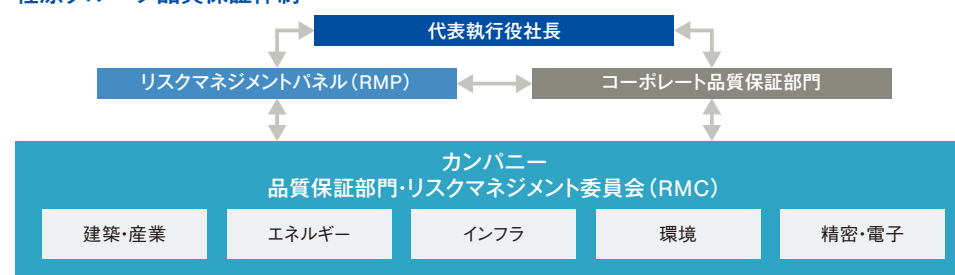 代表執行役社長
リスクマネジメントパネル（RMP）
コーポレート品質保証部門
カンパニー
品質保証部門・リスクマネジメント委員会（RMC）
建築・産業
エネルギー
インフラ
環境
精密・電子